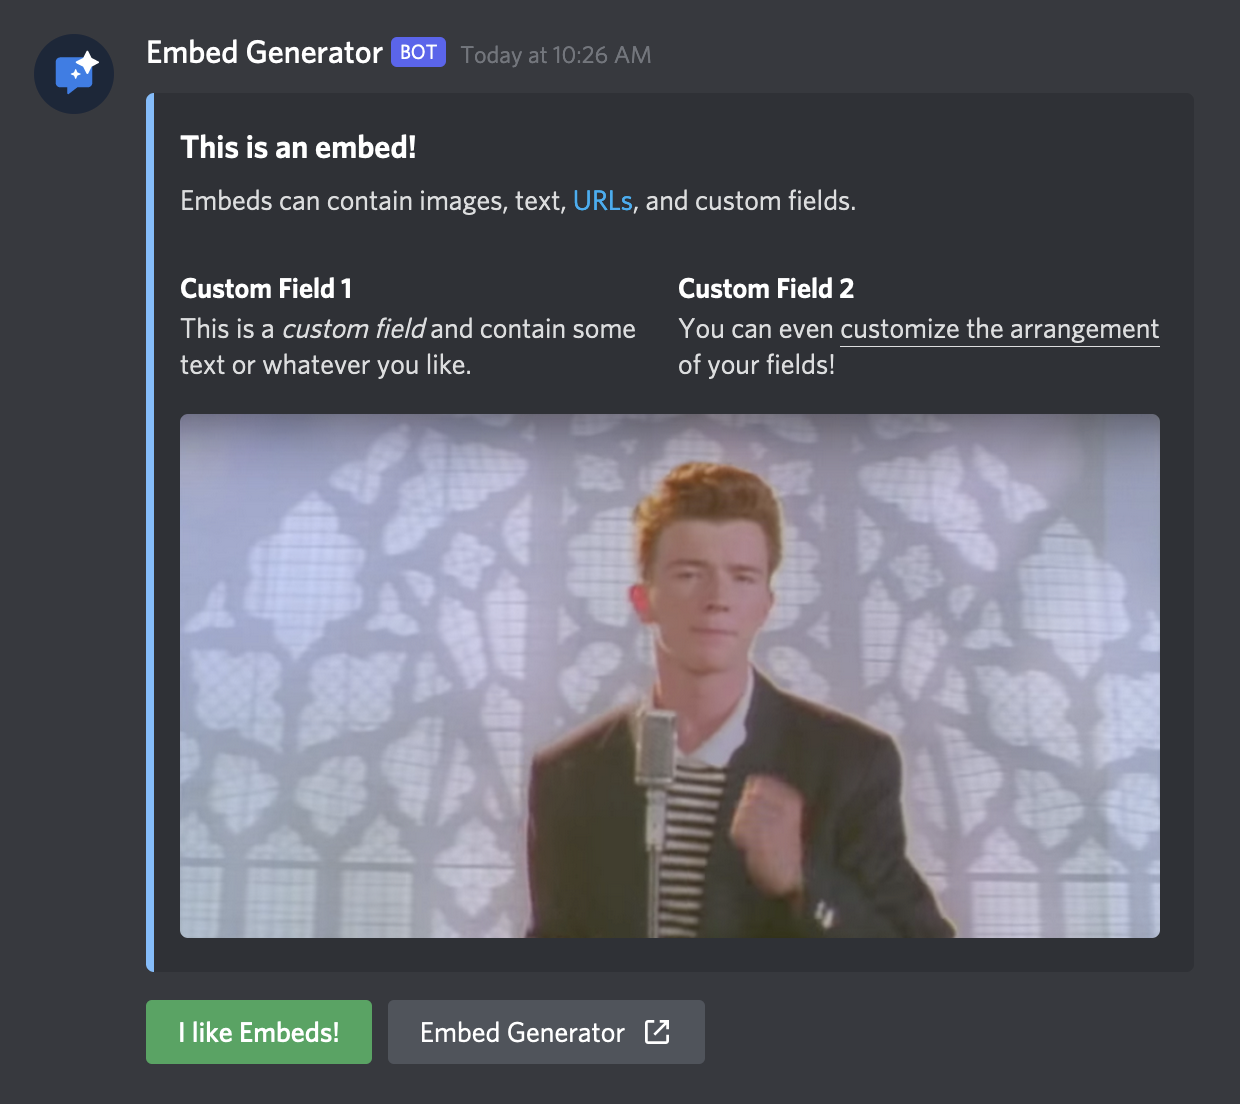 Embed Generator BOT Today at 10:26 AM
This is an embed!
Embeds can contain images, text, URLs, and custom fields.
Custom Field 1
This is a custom field and contain some
text or whatever you like.
Custom Field 2
You can even customize the arrangement
of your fields!
I like Embeds!
Embed Generator